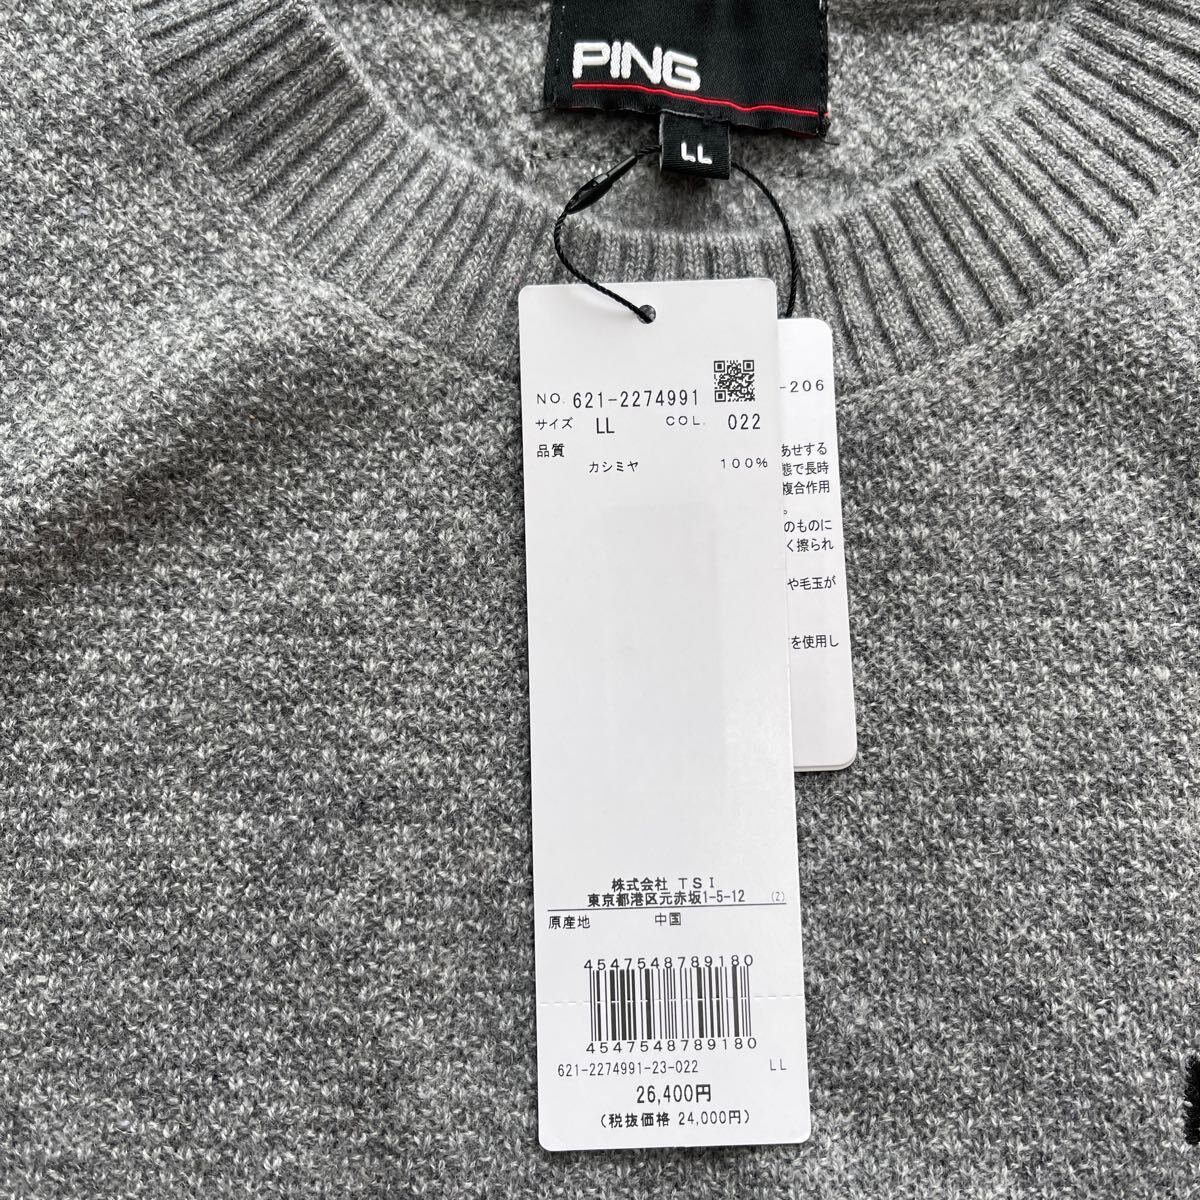 PING
LL
NO. 621-2274991
サイズ LL COL. 022
品質
カシミヤ 100%
-206
あせする
態で長時
複合作用
。
のものに
く擦られ
や毛玉が
を使用し
株式会社 TSI
東京都港区元赤坂1-5-12 (Z)
原産地 中国
4547548789180
4547548789180
621-2274991-23-022 LL
26,400円
(税抜価格 24,000円)